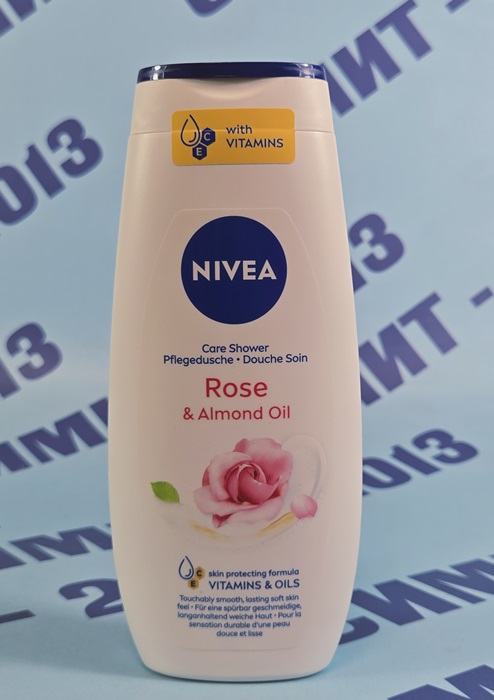 with
VITAMINS
C
E
NIVEA
Care Shower
Pflegedusche • Douche Soin
Rose
& Almond Oil
C
E
skin protecting formula
VITAMINS & OILS
Touchably smooth, lasting soft skin
feel • Für eine spürbar geschmeidige,
langanhaltend weiche Haut • Pour la
sensation durable d'une peau
douce et lisse
2013